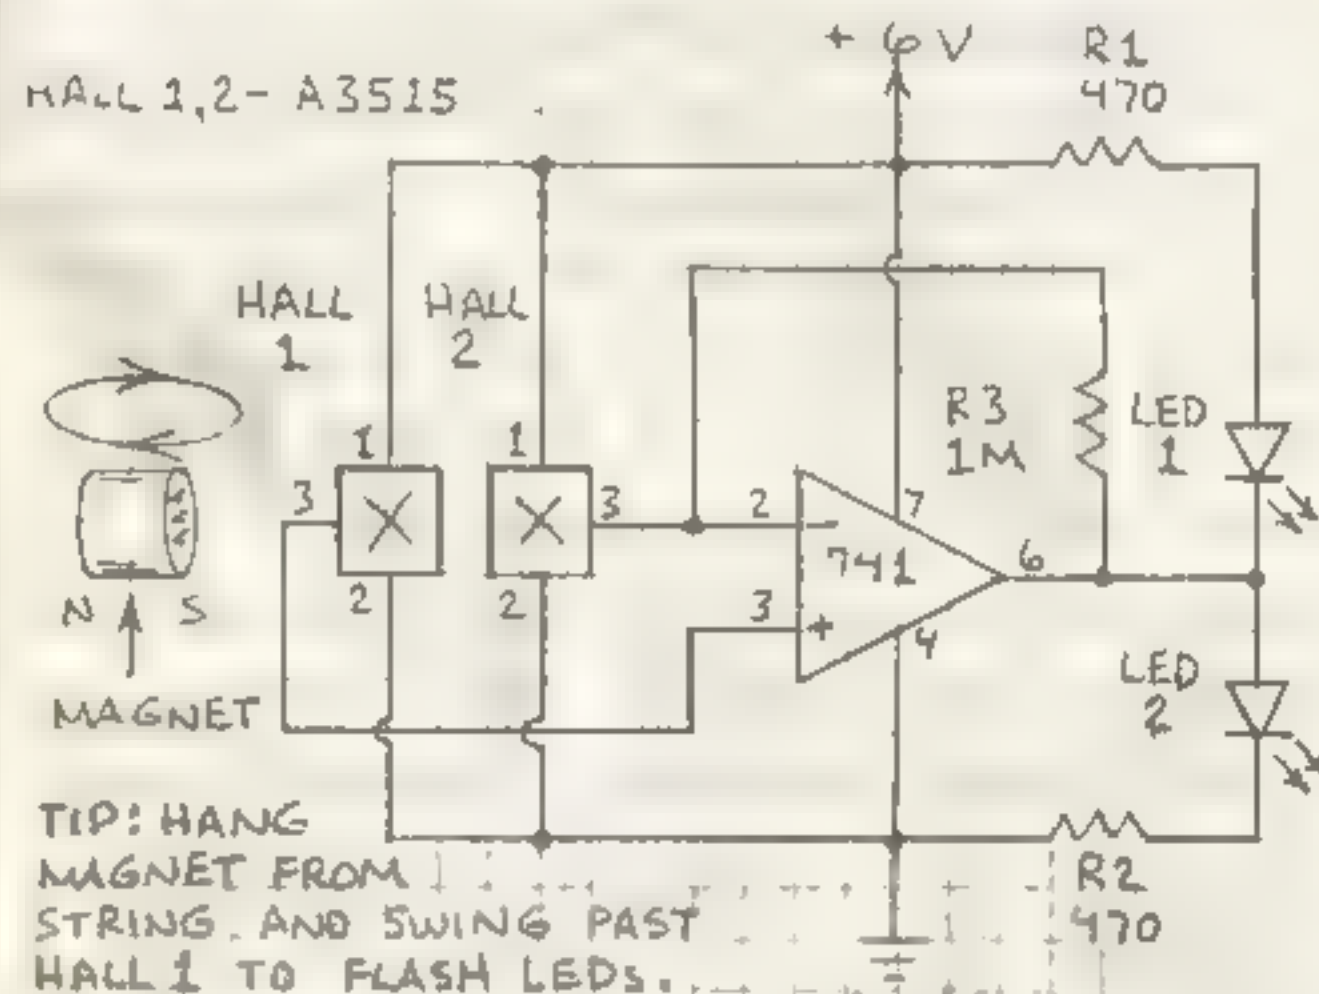 + 6 V
R1
470
HALL 1,2- A3515
HALL
1
HALL
2
R3
1M
LED
1
1
1
3
3
2
7
-
741
6
2
2
3
+
4
N S
MAGNET
LED
2
TIP: HANG
MAGNET FROM
STRING AND SWING PAST
HALL 1 TO FLASH LEDs.
R2
470